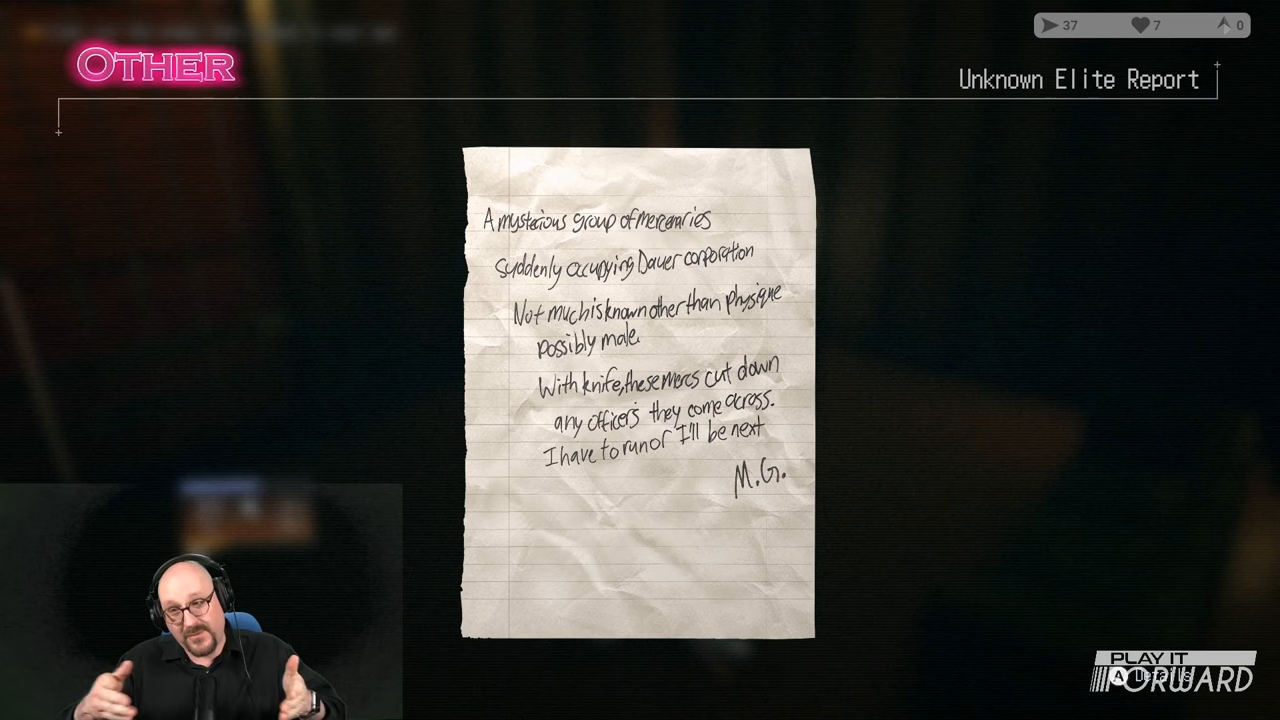 37
7
0
OTHER
Unknown Elite Report
A mysterious group of mercenaries
Suddenly occupying Dauer corporation
Not much is known other than physique
possibly male.
With knife, these mercs cut down
any officers they come across.
I have to run or I'll be next
M.G.
PLAY IT
A Details
FORWARD